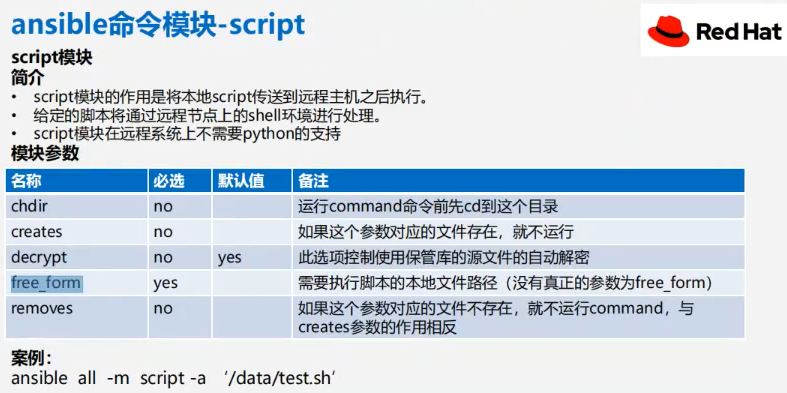 ansible命令模块-script
Red Hat
script模块
简介
• script模块的作用是将本地script传送到远程主机之后执行。
• 给定的脚本将通过远程节点上的shell环境进行处理。
• script模块在远程系统上不需要python的支持
模块参数
名称 必选 默认值 备注
chdir no 运行command命令前先cd到这个目录
creates no 如果这个参数对应的文件存在，就不运行
decrypt no yes 此选项控制使用保管库的源文件的自动解密
free_form yes 需要执行脚本的本地文件路径（没有真正的参数为free_form）
removes no 如果这个参数对应的文件不存在，就不运行command，与
creates参数的作用相反
案例：
ansible all -m script -a ‘/data/test.sh‘